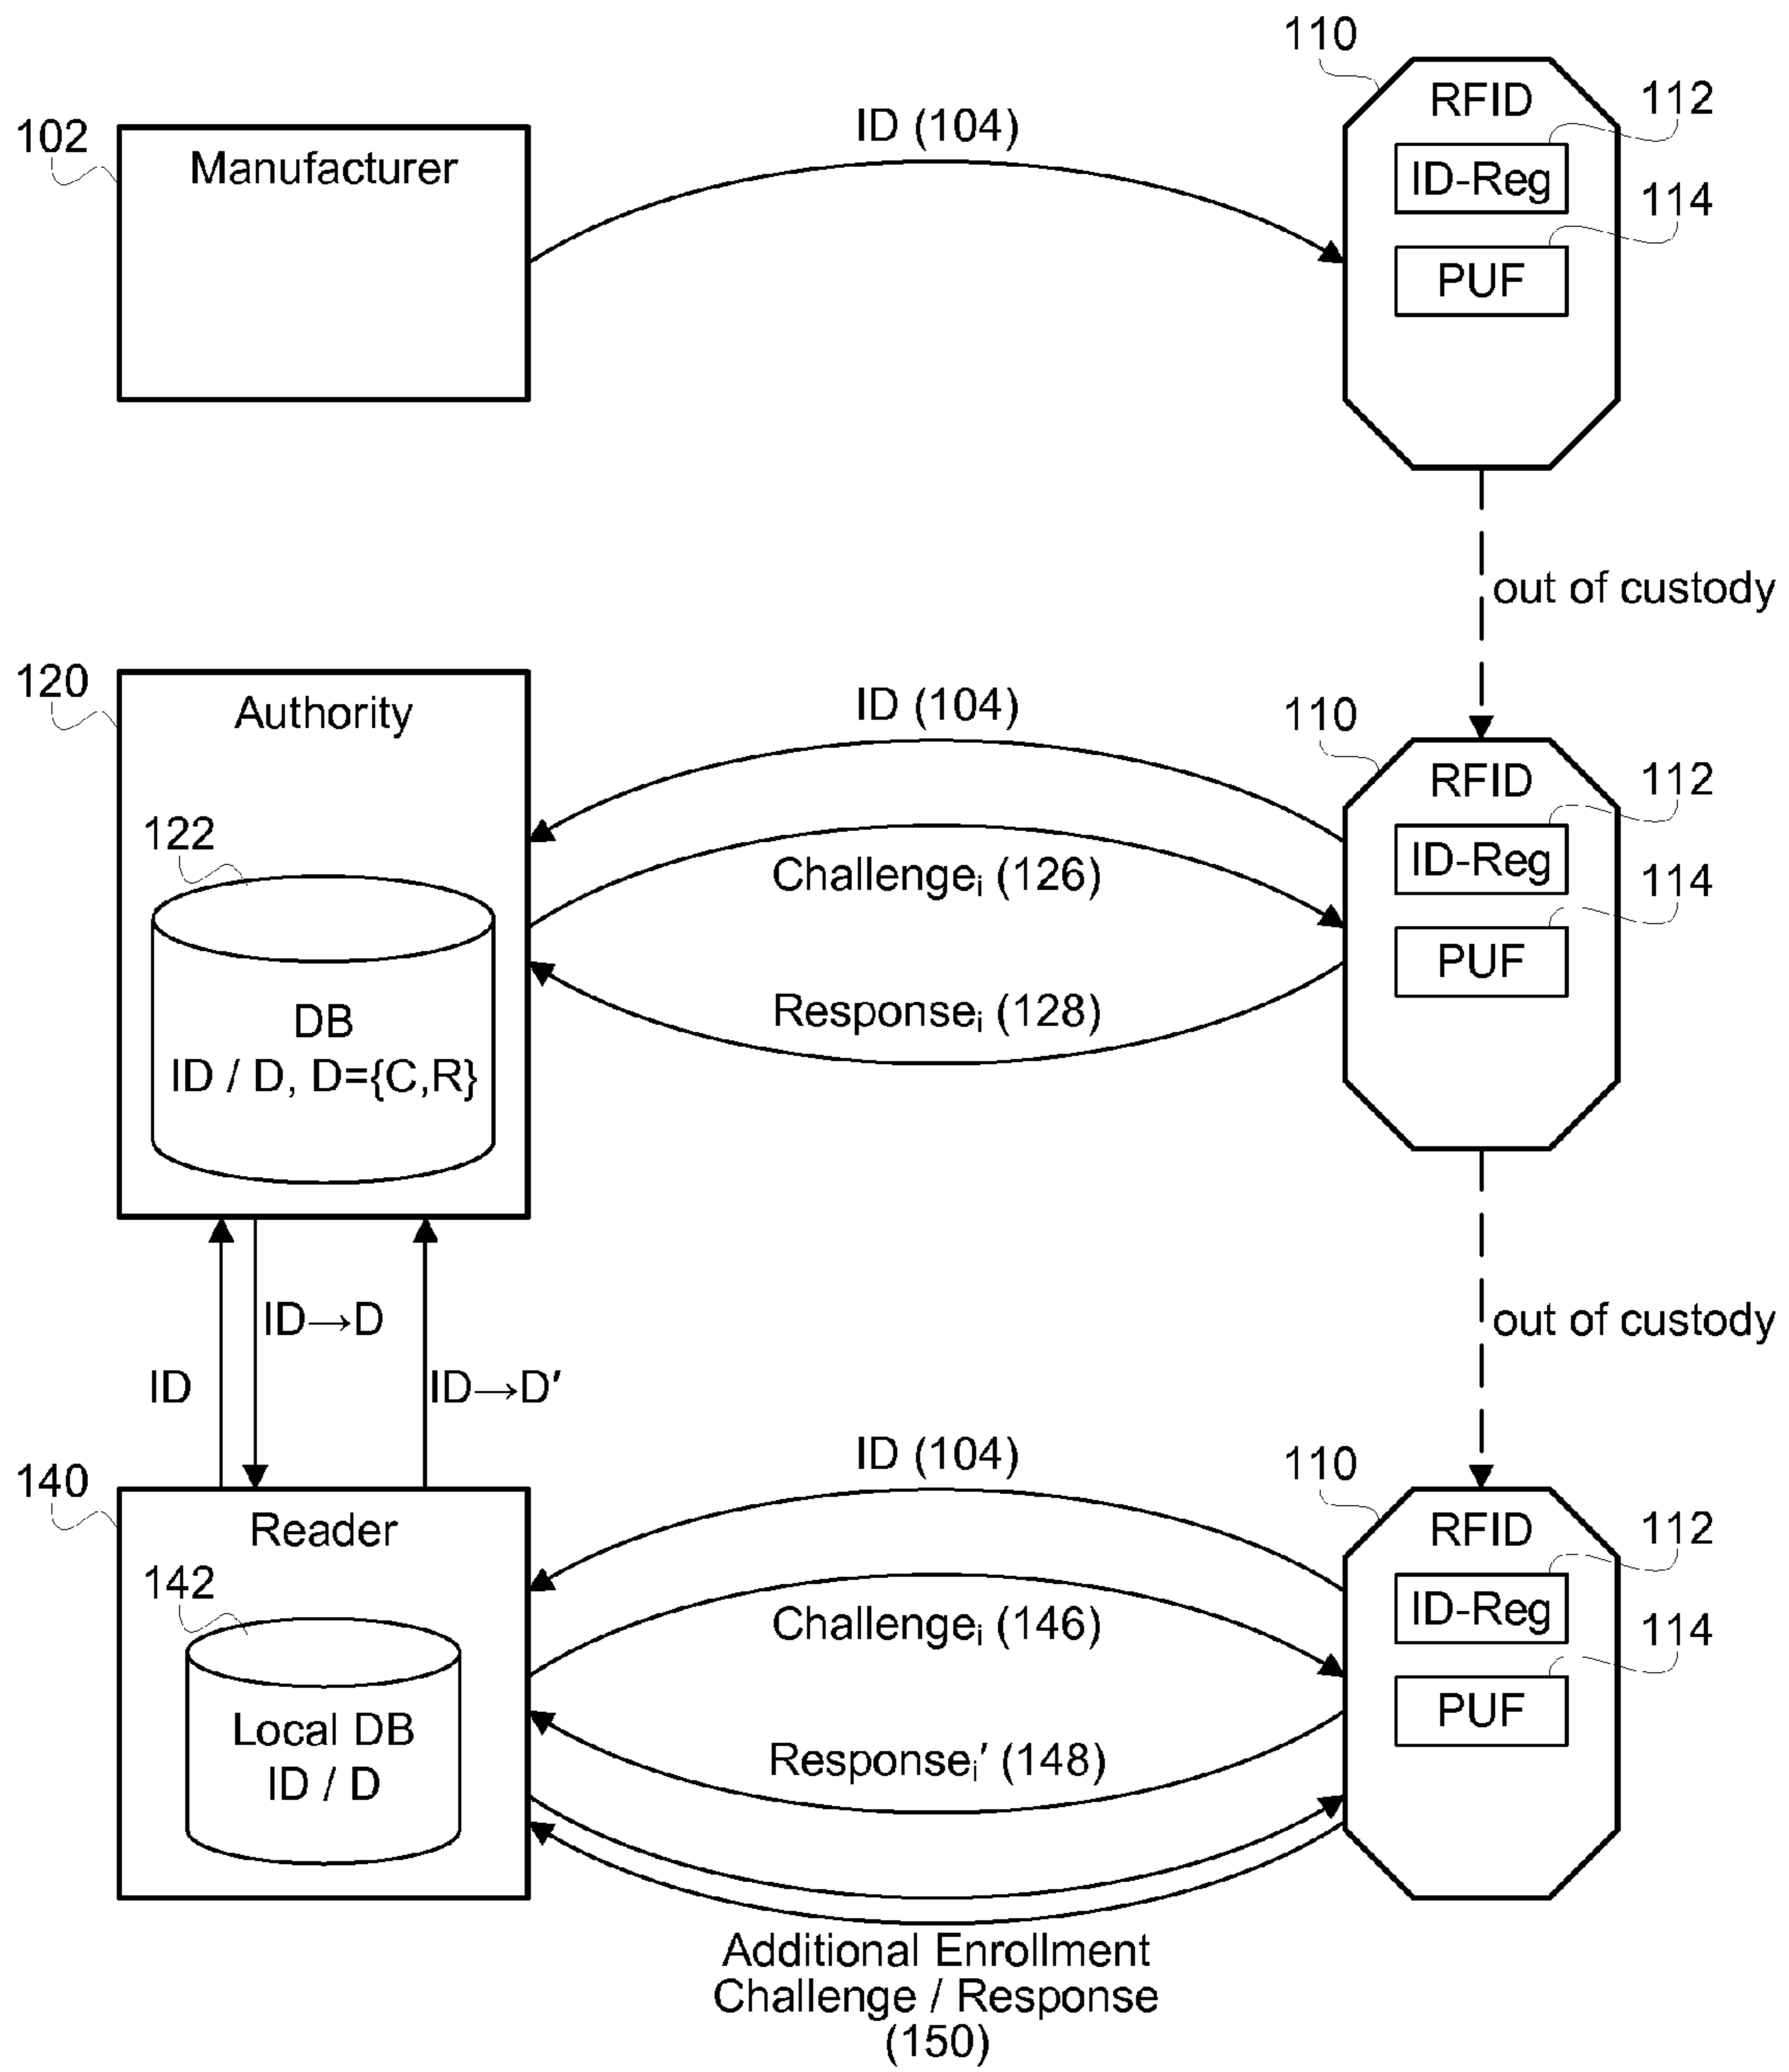 110
RFID
112
ID-Reg
114
PUF
102
Manufacturer
ID (104)
out of custody
120
Authority
122
DB
ID / D, D={C,R}
ID (104)
Challengeᵢ (126)
Responseᵢ (128)
110
RFID
112
ID-Reg
114
PUF
ID
ID→D
ID→D′
out of custody
140
Reader
142
Local DB
ID / D
ID (104)
Challengeᵢ (146)
Responseᵢ′ (148)
Additional Enrollment
Challenge / Response
(150)
110
RFID
112
ID-Reg
114
PUF